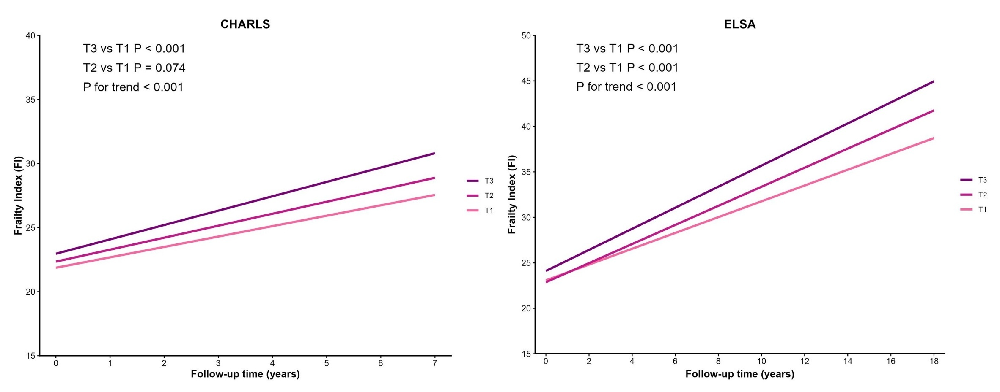 CHARLS
T3 vs T1 P < 0.001
T2 vs T1 P = 0.074
P for trend < 0.001
Frailty Index (FI)
40
35
30
25
20
15
0 1 2 3 4 5 6 7
Follow-up time (years)
T3
T2
T1
ELSA
T3 vs T1 P < 0.001
T2 vs T1 P < 0.001
P for trend < 0.001
Frailty Index (FI)
50
45
40
35
30
25
20
15
0 2 4 6 8 10 12 14 16 18
Follow-up time (years)
T3
T2
T1